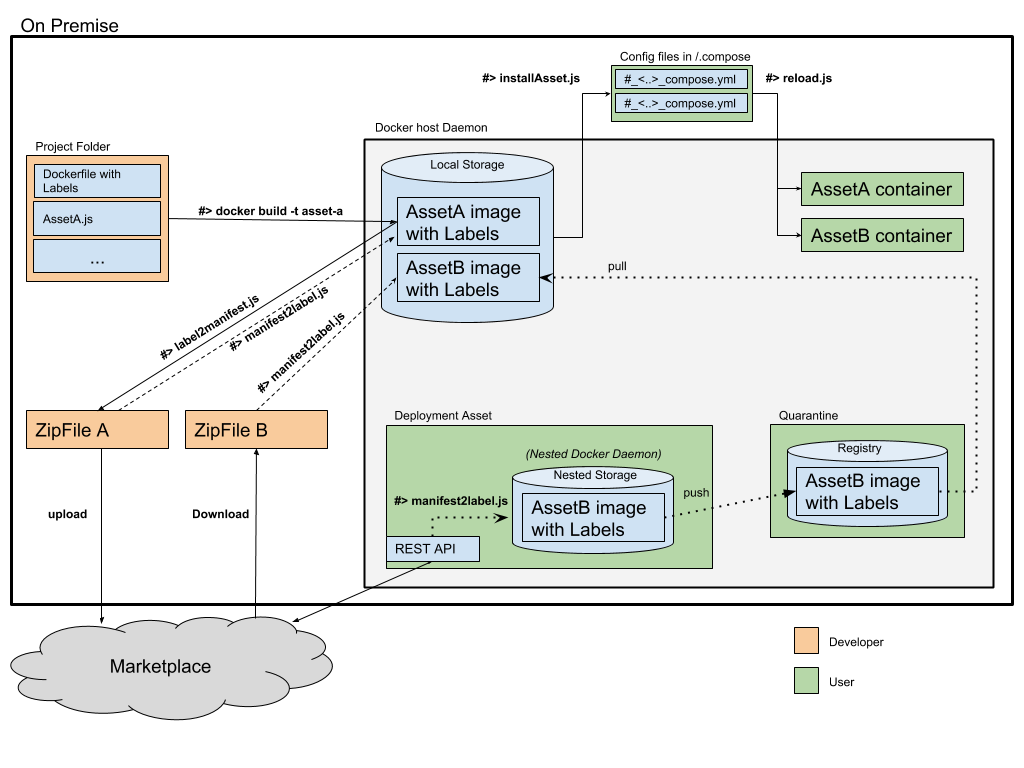 On Premise
Config files in /.compose
#> installAsset.js
#_<..>_compose.yml
#> reload.js
#_<..>_compose.yml
Docker host Daemon
Project Folder
Dockerfile with
Labels
AssetA.js
...
#> docker build -t asset-a
Local Storage
AssetA image
with Labels
AssetB image
with Labels
AssetA container
AssetB container
pull
#> label2manifest.js
#> manifest2label.js
#> manifest2label.js
ZipFile A
ZipFile B
Deployment Asset
(Nested Docker Daemon)
Nested Storage
#> manifest2label.js
AssetB image
with Labels
REST API
push
Quarantine
Registry
AssetB image
with Labels
upload
Download
Marketplace
Developer
User